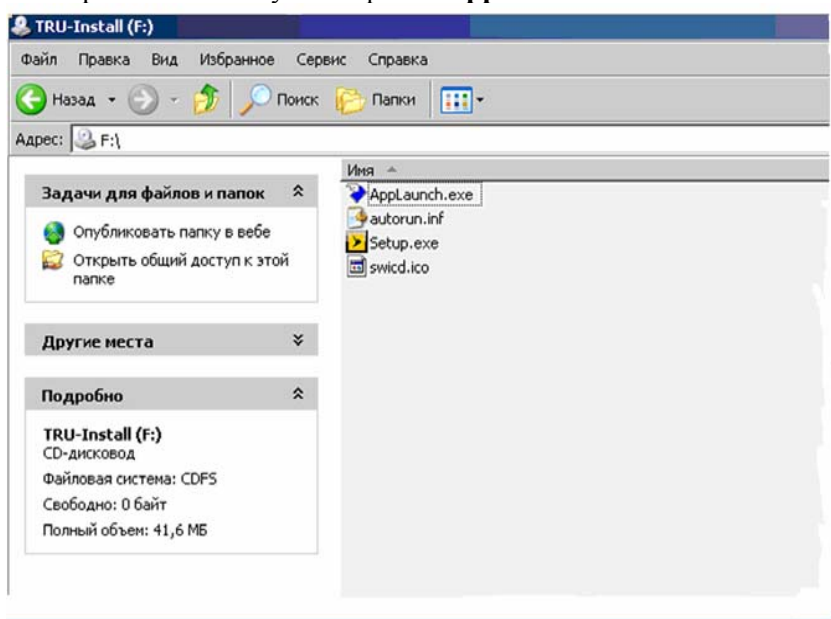 TRU-Install (F:)
Файл Правка Вид Избранное Сервис Справка
Назад Поиск Папки
Адрес: F:\
Имя
Задачи для файлов и папок
Опубликовать папку в вебе
Открыть общий доступ к этой
папке
Другие места
Подробно
TRU-Install (F:)
CD-дисковод
Файловая система: CDFS
Свободно: 0 байт
Полный объем: 41,6 МБ
AppLaunch.exe
autorun.inf
Setup.exe
swicd.ico